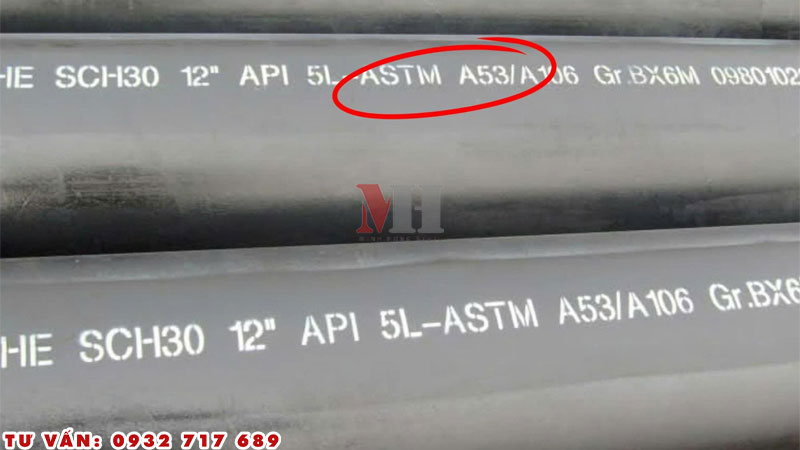 HE SCH30 12" API 5L-ASTM A53/A106 Gr.BX6M 0980102
MH
HE SCH30 12" API 5L-ASTM A53/A106 Gr.BX6
TƯ VẤN: 0932 717 689